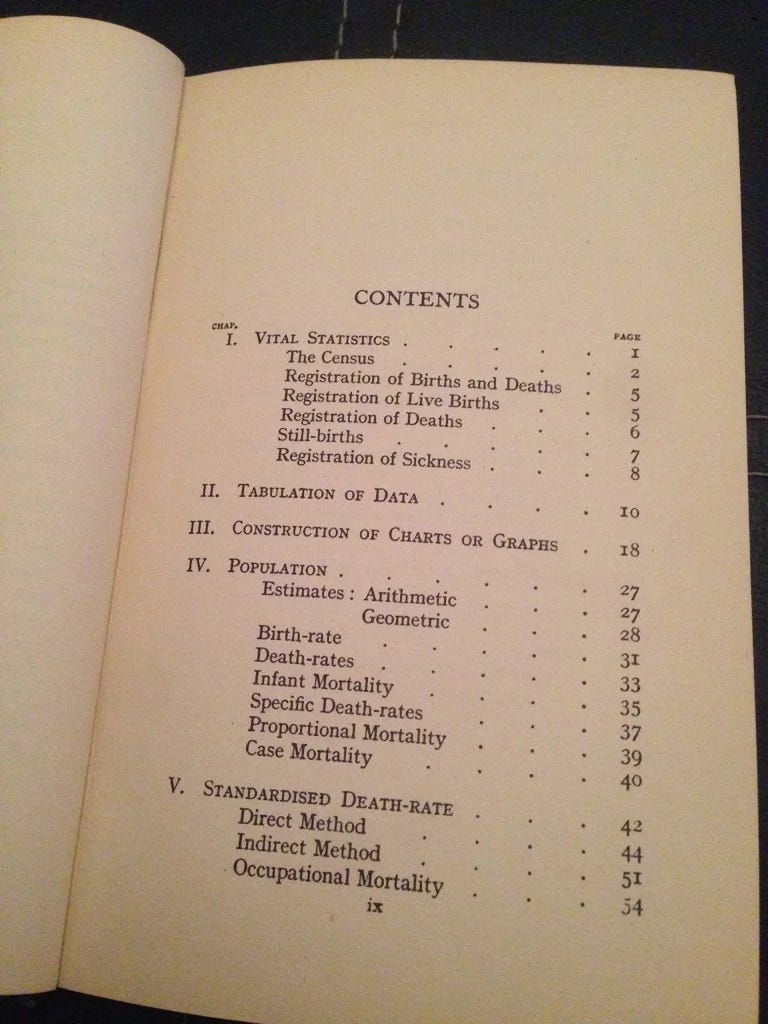 CONTENTS
CHAP. PAGE
I. VITAL STATISTICS . . . . . 1
The Census . . . . . 2
Registration of Births and Deaths . 5
Registration of Live Births . . 5
Registration of Deaths . . . 6
Still-births . . . . . 7
Registration of Sickness . . . 8
II. TABULATION OF DATA . . . . 10
III. CONSTRUCTION OF CHARTS OR GRAPHS . 18
IV. POPULATION . . . . . . 27
Estimates : Arithmetic . . . 27
Geometric . . . 28
Birth-rate . . . . . 31
Death-rates . . . . . 33
Infant Mortality . . . . 35
Specific Death-rates . . . 37
Proportional Mortality . . . 39
Case Mortality . . . . 40
V. STANDARDISED DEATH-RATE . . . 42
Direct Method . . . . 44
Indirect Method . . . . 51
Occupational Mortality . . . 54
ix